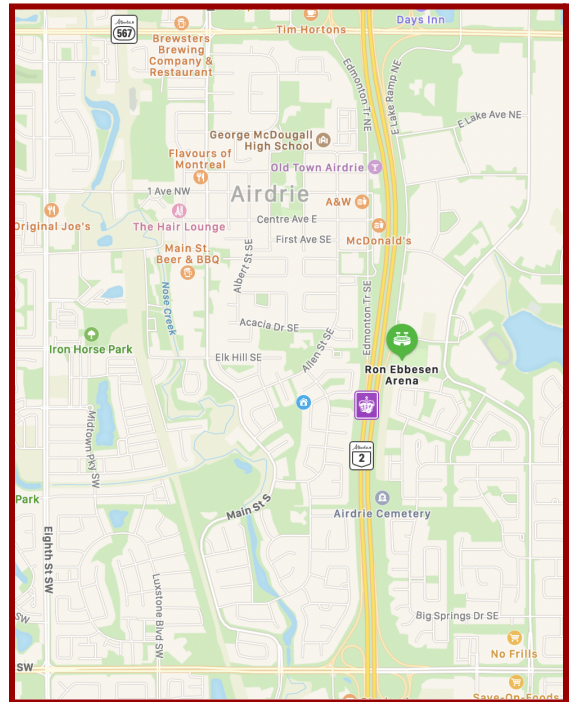 Days Inn
Tim Hortons
Alberta
567
Brewsters
Brewing
Company &
Restaurant
Edmonton Tr NE
E Lake Ramp NE
E Lake Ave NE
George McDougall
High School
Flavours of
Montreal
Old Town Airdrie
1 Ave NW
Airdrie
A&W
Original Joe's
The Hair Lounge
Centre Ave E
First Ave SE
McDonald's
Main St
Beer & BBQ
Albert St SE
Nose Creek
Edmonton Tr SE
Acacia Dr SE
Allen St SE
Iron Horse Park
Elk Hill SE
Ron Ebbesen
Arena
Midtown Pky SW
Alberta
2
Park
Main St S
Airdrie Cemetery
Eighth St SW
Luxstone Blvd SW
SW
Big Springs Dr SE
No Frills
SW
Save-On-Foods